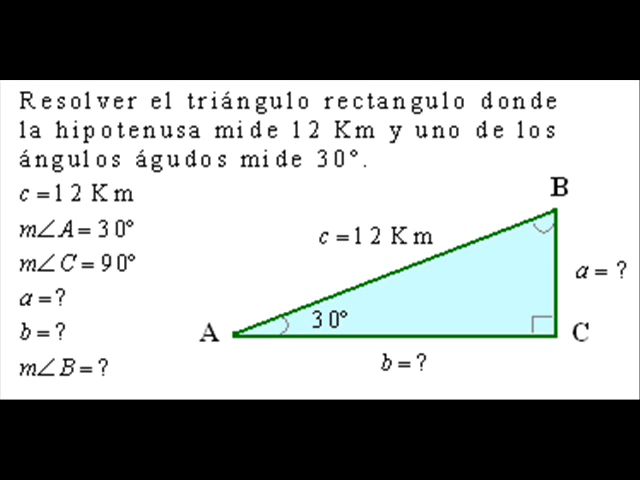 Resolver el triángulo rectangulo donde
la hipotenusa mide 12 Km y uno de los
ángulos águdos mide 30°.
c=12 Km
m∠A=30°
m∠C=90°
a=?
b=?
m∠B=?
B
c=12 Km
a=?
A
30°
C
b=?